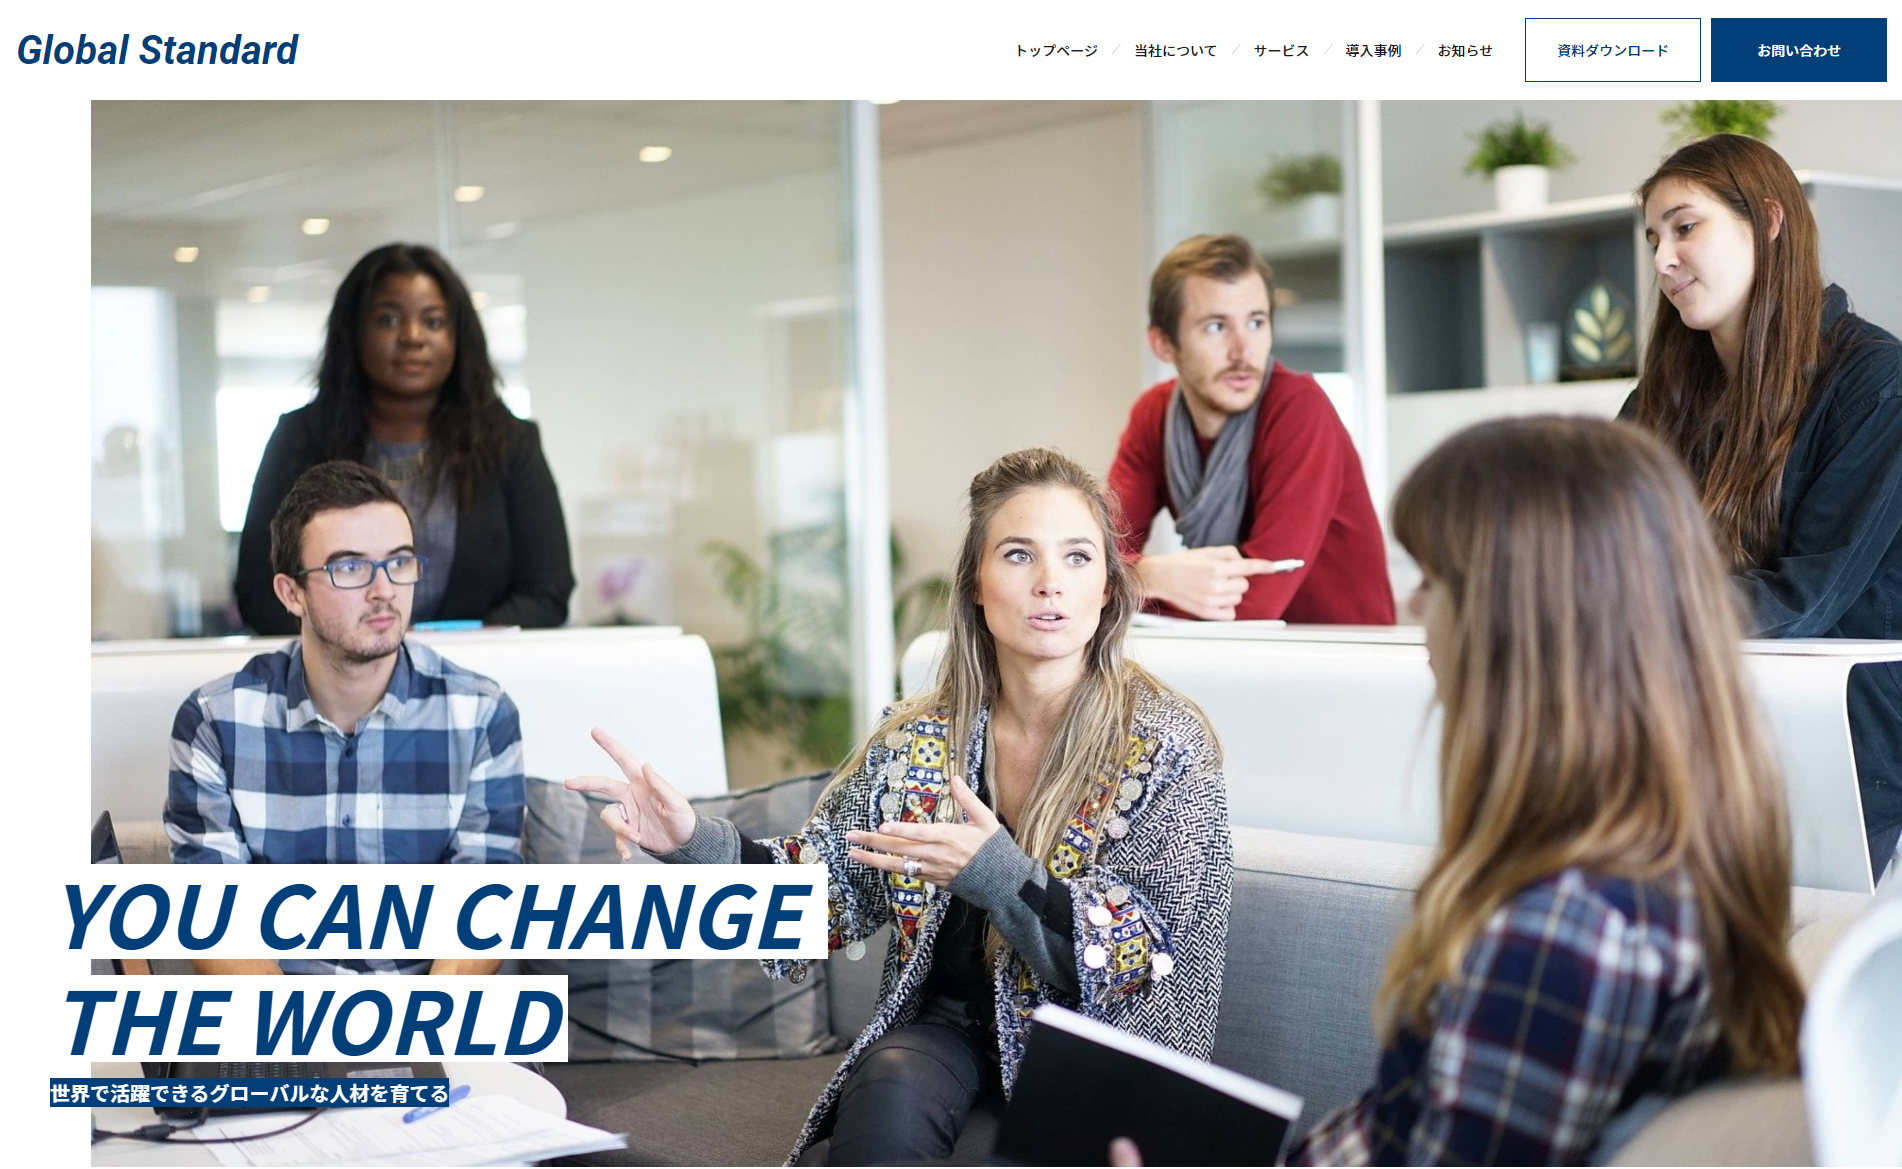 Global Standard
トップページ / 当社について / サービス / 導入事例 / お知らせ 資料ダウンロード お問い合わせ
YOU CAN CHANGE
THE WORLD
世界で活躍できるグローバルな人材を育てる